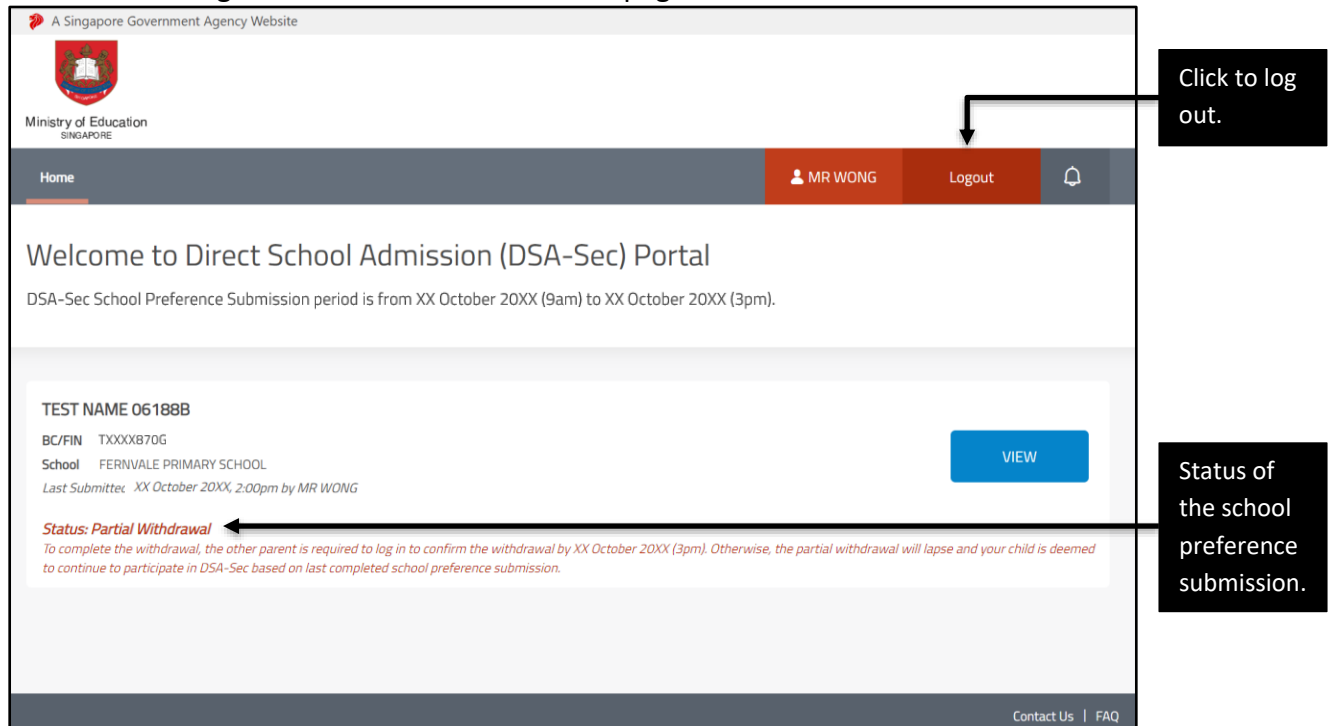 A Singapore Government Agency Website
Ministry of Education
SINGAPORE
Click to log
out.
Home
MR WONG
Logout
Welcome to Direct School Admission (DSA-Sec) Portal
DSA-Sec School Preference Submission period is from XX October 20XX (9am) to XX October 20XX (3pm).
TEST NAME 06188B
BC/FIN TXXXX870G
School FERNVALE PRIMARY SCHOOL
Last Submitted XX October 20XX, 2:00pm by MR WONG
VIEW
Status: Partial Withdrawal
To complete the withdrawal, the other parent is required to log in to confirm the withdrawal by XX October 20XX (3pm). Otherwise, the partial withdrawal will lapse and your child is deemed
to continue to participate in DSA-Sec based on last completed school preference submission.
Status of
the school
preference
submission.
Contact Us | FAQ